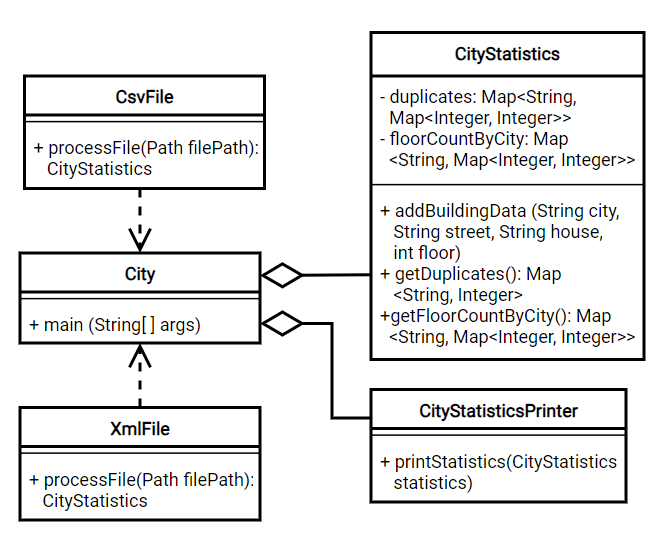 CsvFile
+ processFile(Path filePath):
CityStatistics
City
+ main (String[ ] args)
XmlFile
+ processFile(Path filePath):
CityStatistics
CityStatistics
- duplicates: Map<String,
Map<Integer, Integer>>
- floorCountByCity: Map
<String, Map<Integer, Integer>>
+ addBuildingData (String city,
String street, String house,
int floor)
+ getDuplicates(): Map
<String, Integer>
+getFloorCountByCity(): Map
<String, Map<Integer, Integer>>
CityStatisticsPrinter
+ printStatistics(CityStatistics
statistics)